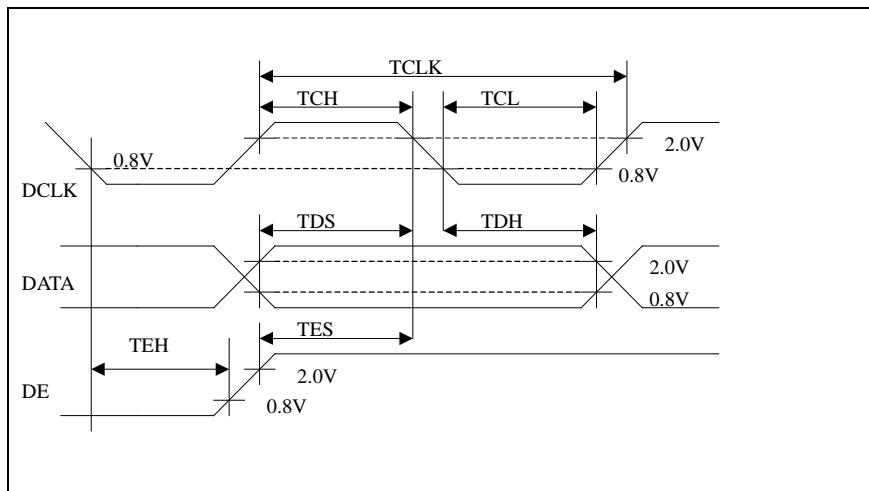 TCLK
TCH TCL
2.0V
0.8V
0.8V
DCLK
TDS TDH
2.0V
DATA
0.8V
TES
TEH
2.0V
DE
0.8V